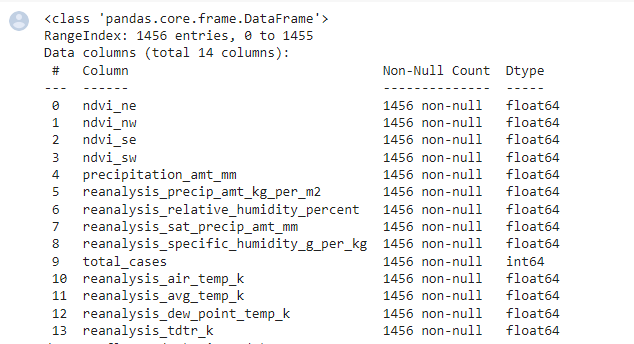 <class 'pandas.core.frame.DataFrame'>
RangeIndex: 1456 entries, 0 to 1455
Data columns (total 14 columns):
 #   Column                                Non-Null Count  Dtype
---  ------                                --------------  -----
 0   ndvi_ne                               1456 non-null   float64
 1   ndvi_nw                               1456 non-null   float64
 2   ndvi_se                               1456 non-null   float64
 3   ndvi_sw                               1456 non-null   float64
 4   precipitation_amt_mm                  1456 non-null   float64
 5   reanalysis_precip_amt_kg_per_m2       1456 non-null   float64
 6   reanalysis_relative_humidity_percent  1456 non-null   float64
 7   reanalysis_sat_precip_amt_mm          1456 non-null   float64
 8   reanalysis_specific_humidity_g_per_kg 1456 non-null   float64
 9   total_cases                           1456 non-null   int64
 10  reanalysis_air_temp_k                 1456 non-null   float64
 11  reanalysis_avg_temp_k                 1456 non-null   float64
 12  reanalysis_dew_point_temp_k           1456 non-null   float64
 13  reanalysis_tdtr_k                     1456 non-null   float64